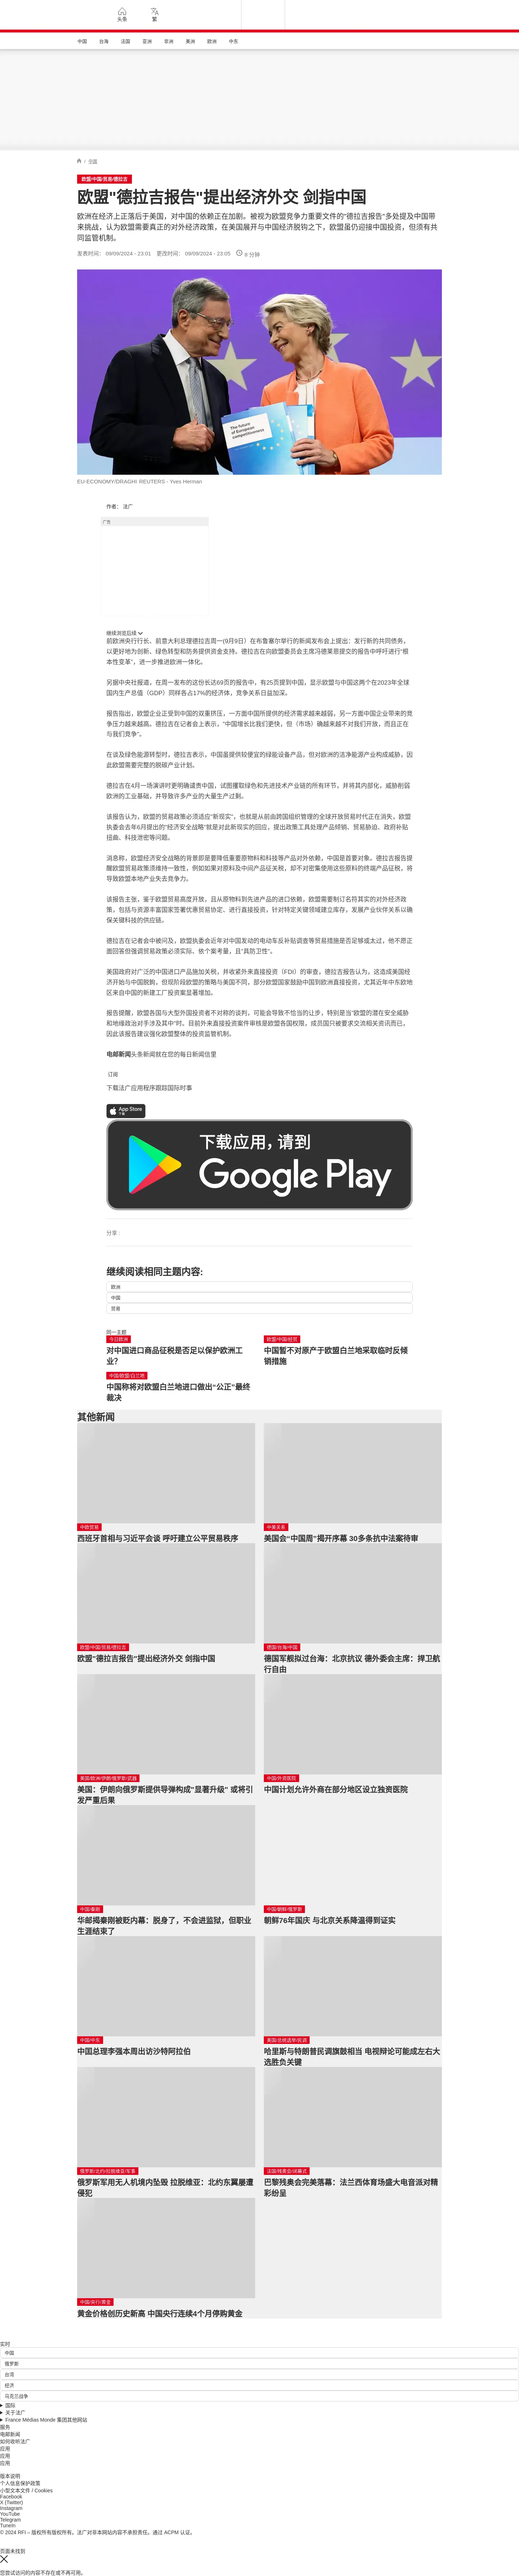 头条
繁
中国
台海
法国
亚洲
非洲
美洲
欧洲
中东
/ 中国
欧盟/中国/贸易/德拉吉
欧盟"德拉吉报告"提出经济外交 剑指中国
欧洲在经济上正落后于美国，对中国的依赖正在加剧。被视为欧盟竞争力重要文件的"德拉吉报告"多处提及中国带来挑战，认为欧盟需要真正的对外经济政策，在美国展开与中国经济脱钩之下，欧盟虽仍迎接中国投资，但须有共同监管机制。
发表时间： 09/09/2024 - 23:01 更改时间： 09/09/2024 - 23:05 8 分钟
The future of European competitiveness
EU-ECONOMY/DRAGHI REUTERS - Yves Herman
作者： 法广
广告
继续浏览后续
前欧洲央行行长、前意大利总理德拉吉周一(9月9日）在布鲁塞尔举行的新闻发布会上提出：发行新的共同债务，以更好地为创新、绿色转型和防务提供资金支持。德拉吉在向欧盟委员会主席冯德莱恩提交的报告中呼吁进行"根本性变革"，进一步推进欧洲一体化。
另据中央社报道，在周一发布的这份长达69页的报告中，有25页提到中国，显示欧盟与中国这两个在2023年全球国内生产总值（GDP）同样各占17%的经济体，竞争关系日益加深。
报告指出，欧盟企业正受到中国的双重挤压，一方面中国所提供的经济需求越来越弱，另一方面中国企业带来的竞争压力越来越高。德拉吉在记者会上表示，"中国增长比我们更快，但（市场）确越来越不对我们开放，而且正在与我们竞争"。
在谈及绿色能源转型时，德拉吉表示，中国虽提供较便宜的绿能设备产品，但对欧洲的洁净能源产业构成威胁，因此欧盟需要完整的脱碳产业计划。
德拉吉在4月一场演讲时更明确谴责中国，试图攫取绿色和先进技术产业链的所有环节，并将其内部化，威胁削弱欧洲的工业基础，并导致许多产业的大量生产过剩。
该报告认为，欧盟的贸易政策必须适应"新现实"，也就是从前由跨国组织管理的全球开放贸易时代正在消失，欧盟执委会去年6月提出的"经济安全战略"就是对此新现实的回应，提出政策工具处理产品倾销、贸易胁迫、政府补贴扭曲、科技泄密等问题。
消息称，欧盟经济安全战略的背景即是要降低重要原物料和科技等产品对外依赖，中国是首要对象。德拉吉报告提醒欧盟贸易政策须维持一致性，例如如果对原料及中间产品征关税，却不对密集使用这些原料的终端产品征税，将导致欧盟本地产业失去竞争力。
该报告主张，鉴于欧盟贸易高度开放，且从原物料到先进产品的进口依赖，欧盟需要制订名符其实的对外经济政策，包括与资源丰富国家签署优惠贸易协定、进行直接投资，针对特定关键领域建立库存，发展产业伙伴关系以确保关键科技的供应链。
德拉吉在记者会中被问及，欧盟执委会近年对中国发动的电动车反补贴调查等贸易措施是否足够或太过，他不愿正面回答但强调贸易政策必须实际、依个案考量，且"具防卫性"。
美国政府对广泛的中国进口产品施加关税，并收紧外来直接投资（FDI）的审查，德拉吉报告认为，这造成美国经济开始与中国脱钩，但现阶段欧盟的策略与美国不同，部分欧盟国家鼓励中国到欧洲直接投资，尤其近年中东欧地区来自中国的新建工厂投资案显著增加。
报告提醒，欧盟各国与大型外国投资者不对称的谈判，可能会导致不恰当的让步，特别是当"欧盟的潜在安全威胁和地缘政治对手涉及其中"时。目前外来直接投资案件审核是欧盟各国权限，成员国只被要求交流相关资讯而已，因此该报告建议强化欧盟整体的投资监管机制。
电邮新闻头条新闻就在您的每日新闻信里
订阅
下载法广应用程序跟踪国际时事
App Store
下载
下载应用，请到
Google Play
分享 :
继续阅读相同主题内容:
欧洲
中国
贸易
同一主题
今日欧洲
对中国进口商品征税是否足以保护欧洲工业？
欧盟/中国/经贸
中国暂不对原产于欧盟白兰地采取临时反倾销措施
中国/欧盟/白兰地
中国称将对欧盟白兰地进口做出“公正”最终裁决
其他新闻
中欧贸易
西班牙首相与习近平会谈 呼吁建立公平贸易秩序
中美关系
美国会“中国周”揭开序幕 30多条抗中法案待审
欧盟/中国/贸易/德拉吉
欧盟"德拉吉报告"提出经济外交 剑指中国
德国/台海/中国
德国军舰拟过台海：北京抗议 德外委会主席：捍卫航行自由
美国/欧洲/伊朗/俄罗斯/武器
美国：伊朗向俄罗斯提供导弹构成"显著升级" 或将引发严重后果
中国/外资医院
中国计划允许外商在部分地区设立独资医院
中国/秦刚
华邮揭秦刚被贬内幕：脱身了，不会进监狱，但职业生涯结束了
中国/朝鲜/俄罗斯
朝鲜76年国庆 与北京关系降温得到证实
中国/中东
中国总理李强本周出访沙特阿拉伯
美国/总统选举/民调
哈里斯与特朗普民调旗鼓相当 电视辩论可能成左右大选胜负关键
俄罗斯/北约/拉脱维亚/军事
俄罗斯军用无人机境内坠毁 拉脱维亚：北约东翼屡遭侵犯
法国/残奥会/闭幕式
巴黎残奥会完美落幕：法兰西体育场盛大电音派对精彩纷呈
中国/央行/黄金
黄金价格创历史新高 中国央行连续4个月停购黄金
实时
中国
俄罗斯
台湾
经济
乌克兰战争
国际
关于法广
France Médias Monde 集团其他网站
服务
电邮新闻
如何收听法广
应用
应用
应用
版本说明
个人信息保护政策
小型文本文件 / Cookies
Facebook
X (Twitter)
Instagram
YouTube
Telegram
TuneIn
© 2024 RFI – 版权所有版权所有。法广对非本网站内容不承担责任。通过 ACPM 认证。
页面未找到
您尝试访问的内容不存在或不再可用。